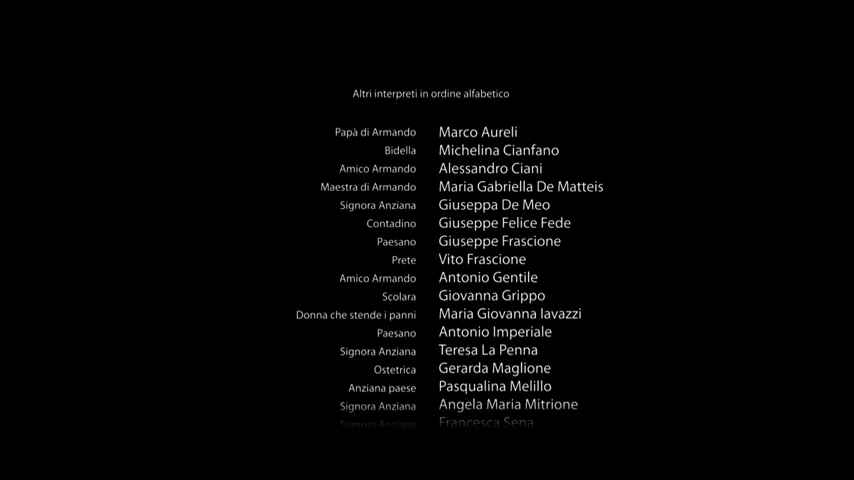 Altri interpreti in ordine alfabetico
Papà di Armando Marco Aureli
Bidella Michelina Cianfano
Amico Armando Alessandro Ciani
Maestra di Armando Maria Gabriella De Matteis
Signora Anziana Giuseppa De Meo
Contadino Giuseppe Felice Fede
Paesano Giuseppe Frascione
Prete Vito Frascione
Amico Armando Antonio Gentile
Scolara Giovanna Grippo
Donna che stende i panni Maria Giovanna Iavazzi
Paesano Antonio Imperiale
Signora Anziana Teresa La Penna
Ostetrica Gerarda Maglione
Anziana paese Pasqualina Melillo
Signora Anziana Angela Maria Mitrione
Signora Anziana Francesca Sena